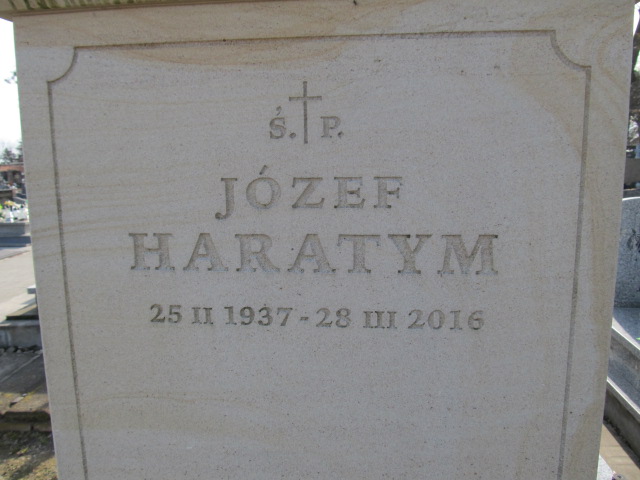 Ś. P.
JÓZEF
HARATYM
25 II 1937 - 28 III 2016